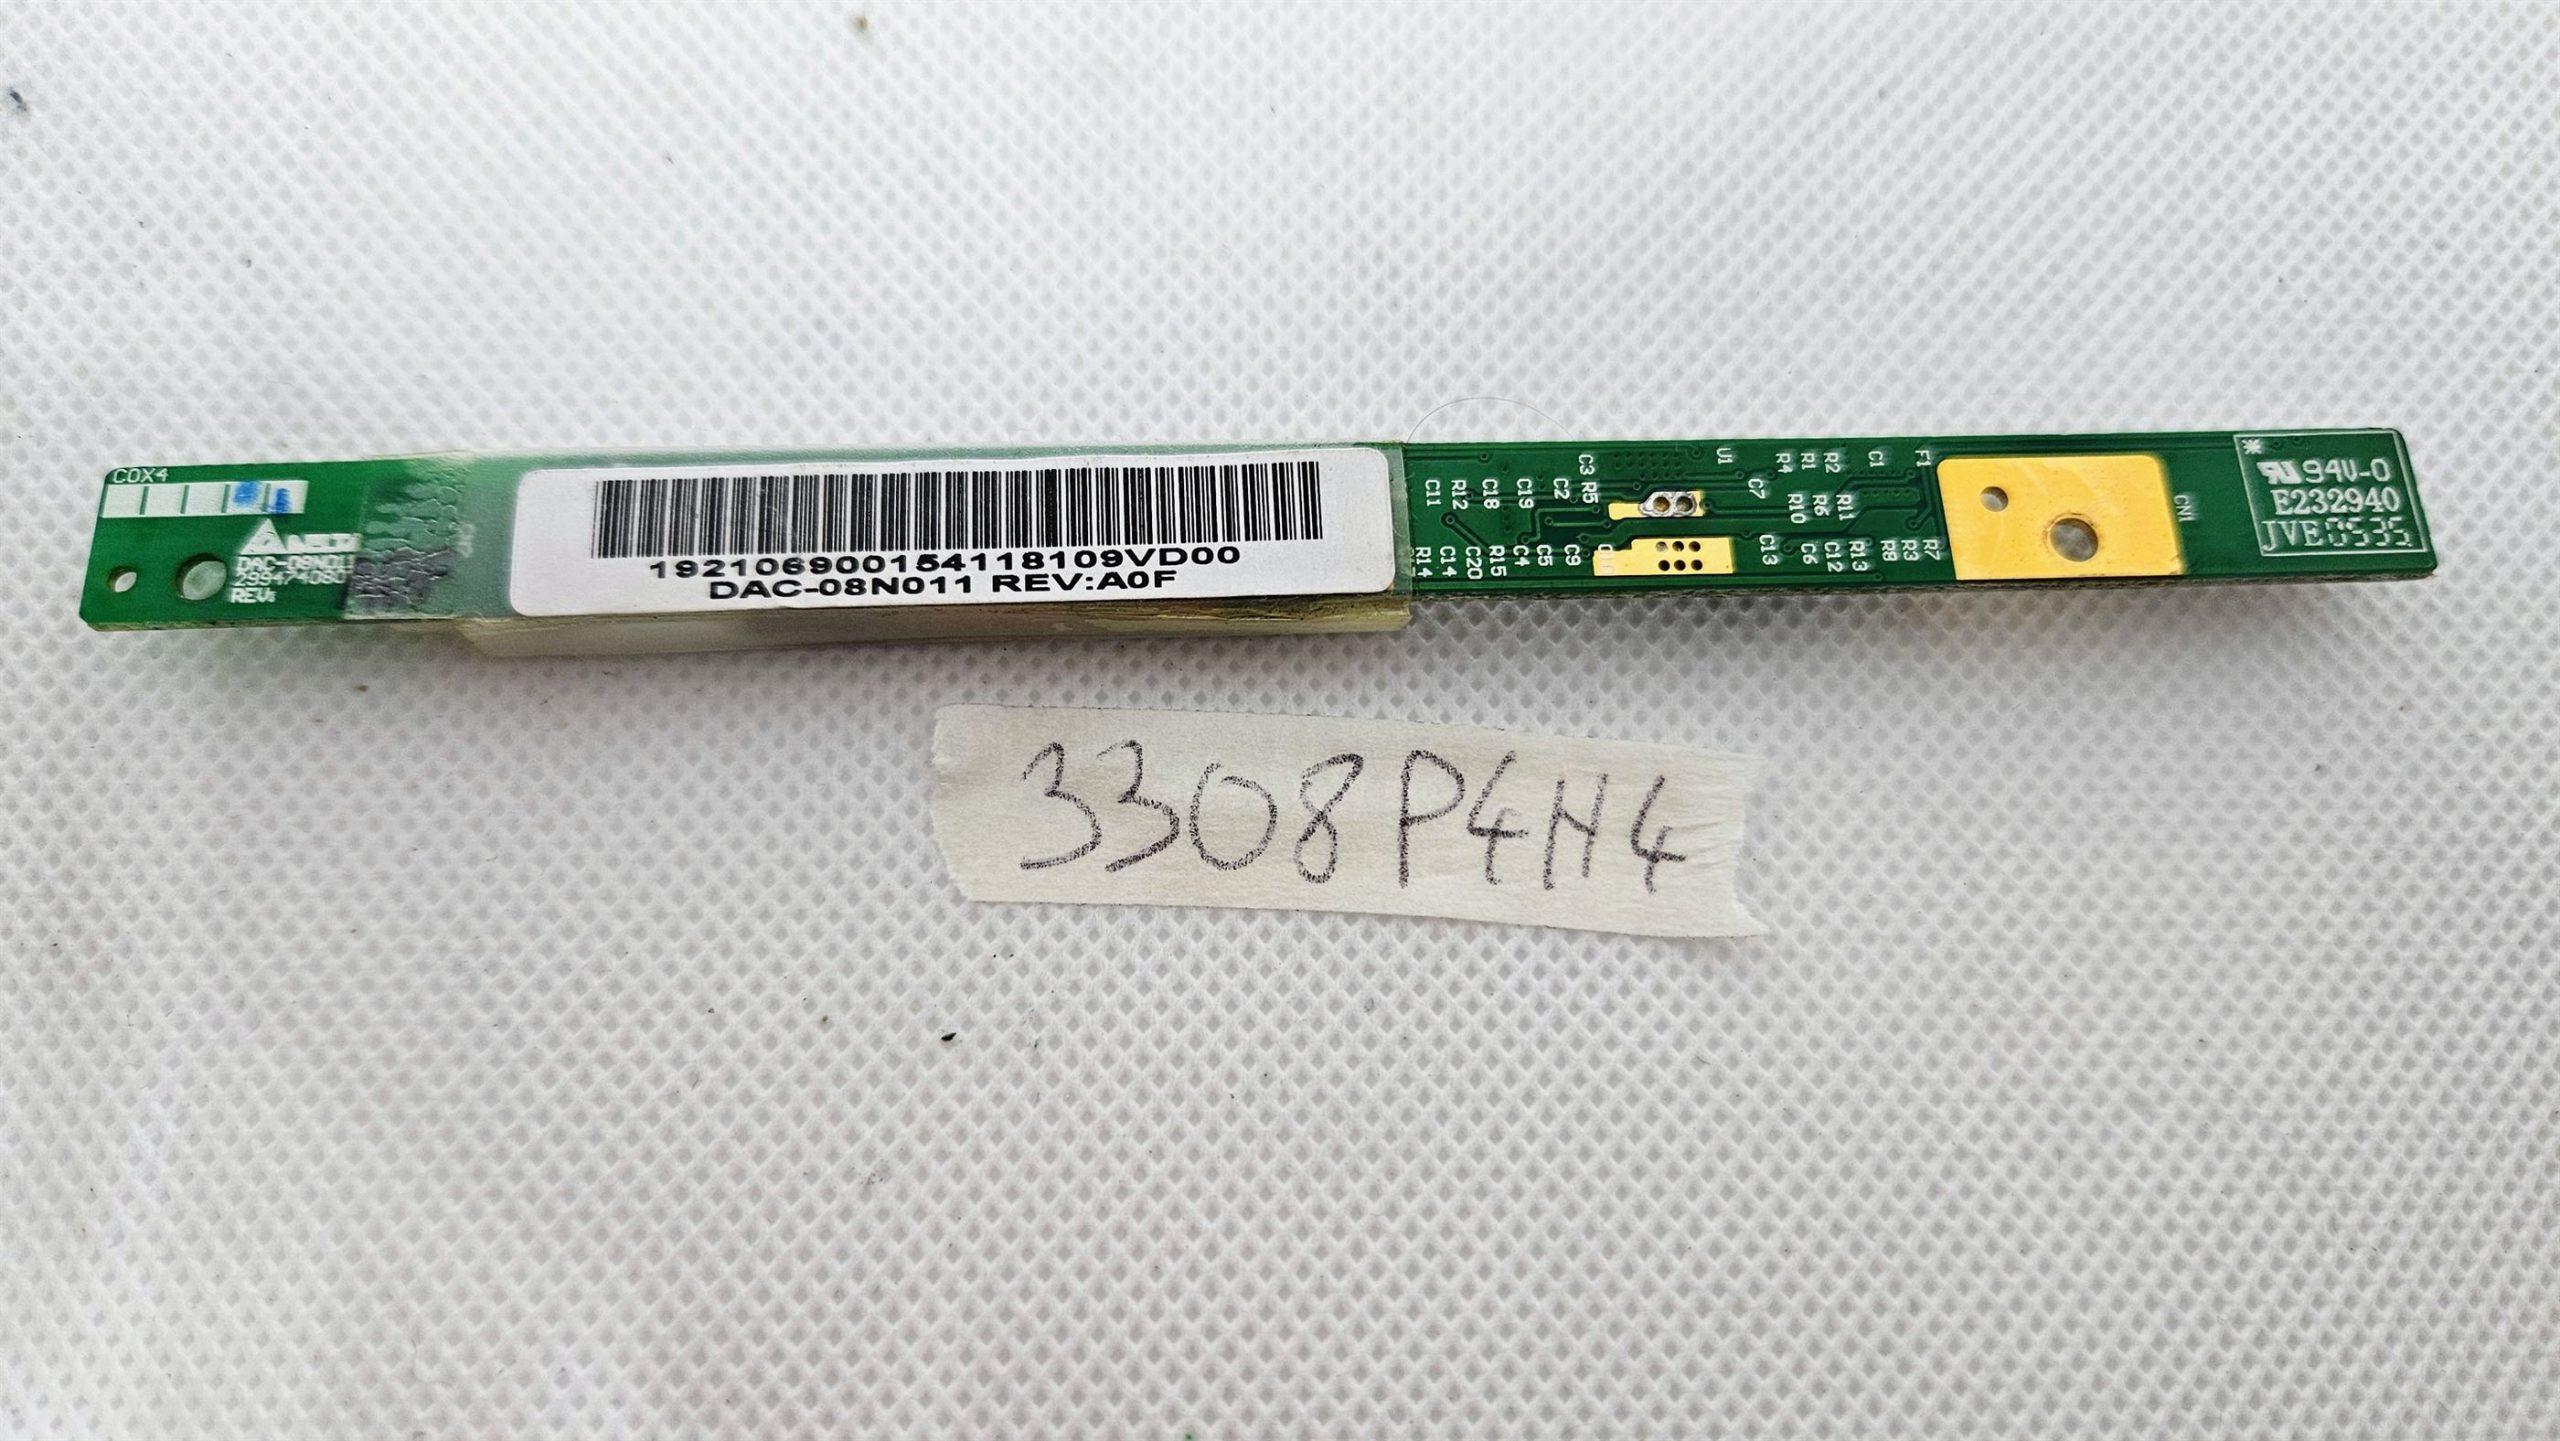 COX4
DAC-08N011
2994740800
REV:
192106900154118109VD00
DAC-08N011 REV:A0F
C11 R12 C18 C19 C2 C3 R5 U1 C7 R4 R1 R2 C1 F1
R10 R6 R11 CN1
R14 C14 C20 R15 C4 C5 C9 C13 C6 C12 R13 R8 R3 R7
94V-0
E232940
JVE0535
3308P4H4